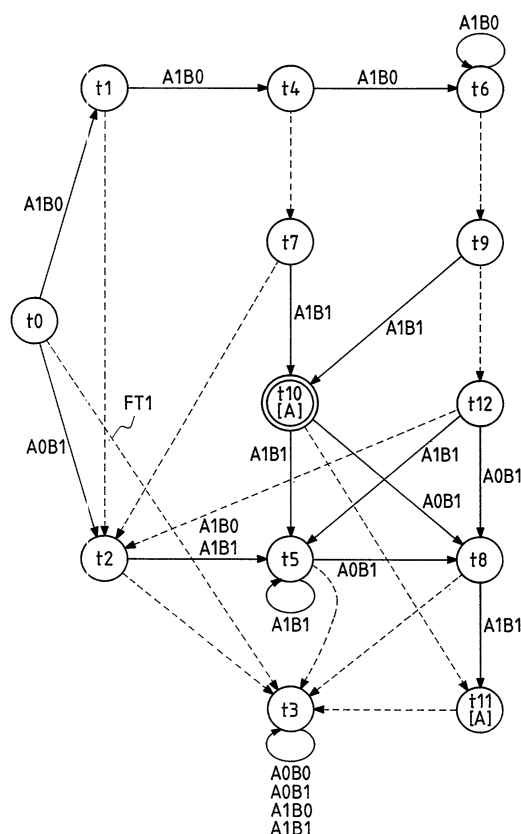 A1B0
t1
A1B0
t4
A1B0
t6
A1B0
t7
t9
A1B1
A1B1
t0
FT1
t10
[A]
t12
A0B1
A1B1
A1B1
A0B1
A0B1
A1B0
A1B1
t2
t5
A0B1
t8
A1B1
A1B1
t3
t11
[A]
A0B0
A0B1
A1B0
A1B1